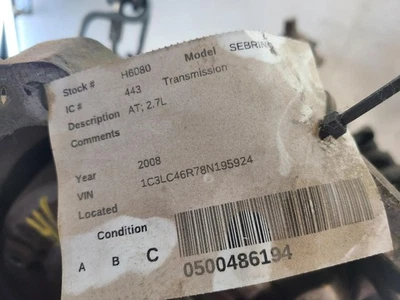 Stock # H6080 Model SEBRING
IC # 443 Transmission
Description AT; 2.7L
Comments
Year 2008
VIN 1C3LC46R78N195924
Located
Condition
A B C
0500486194